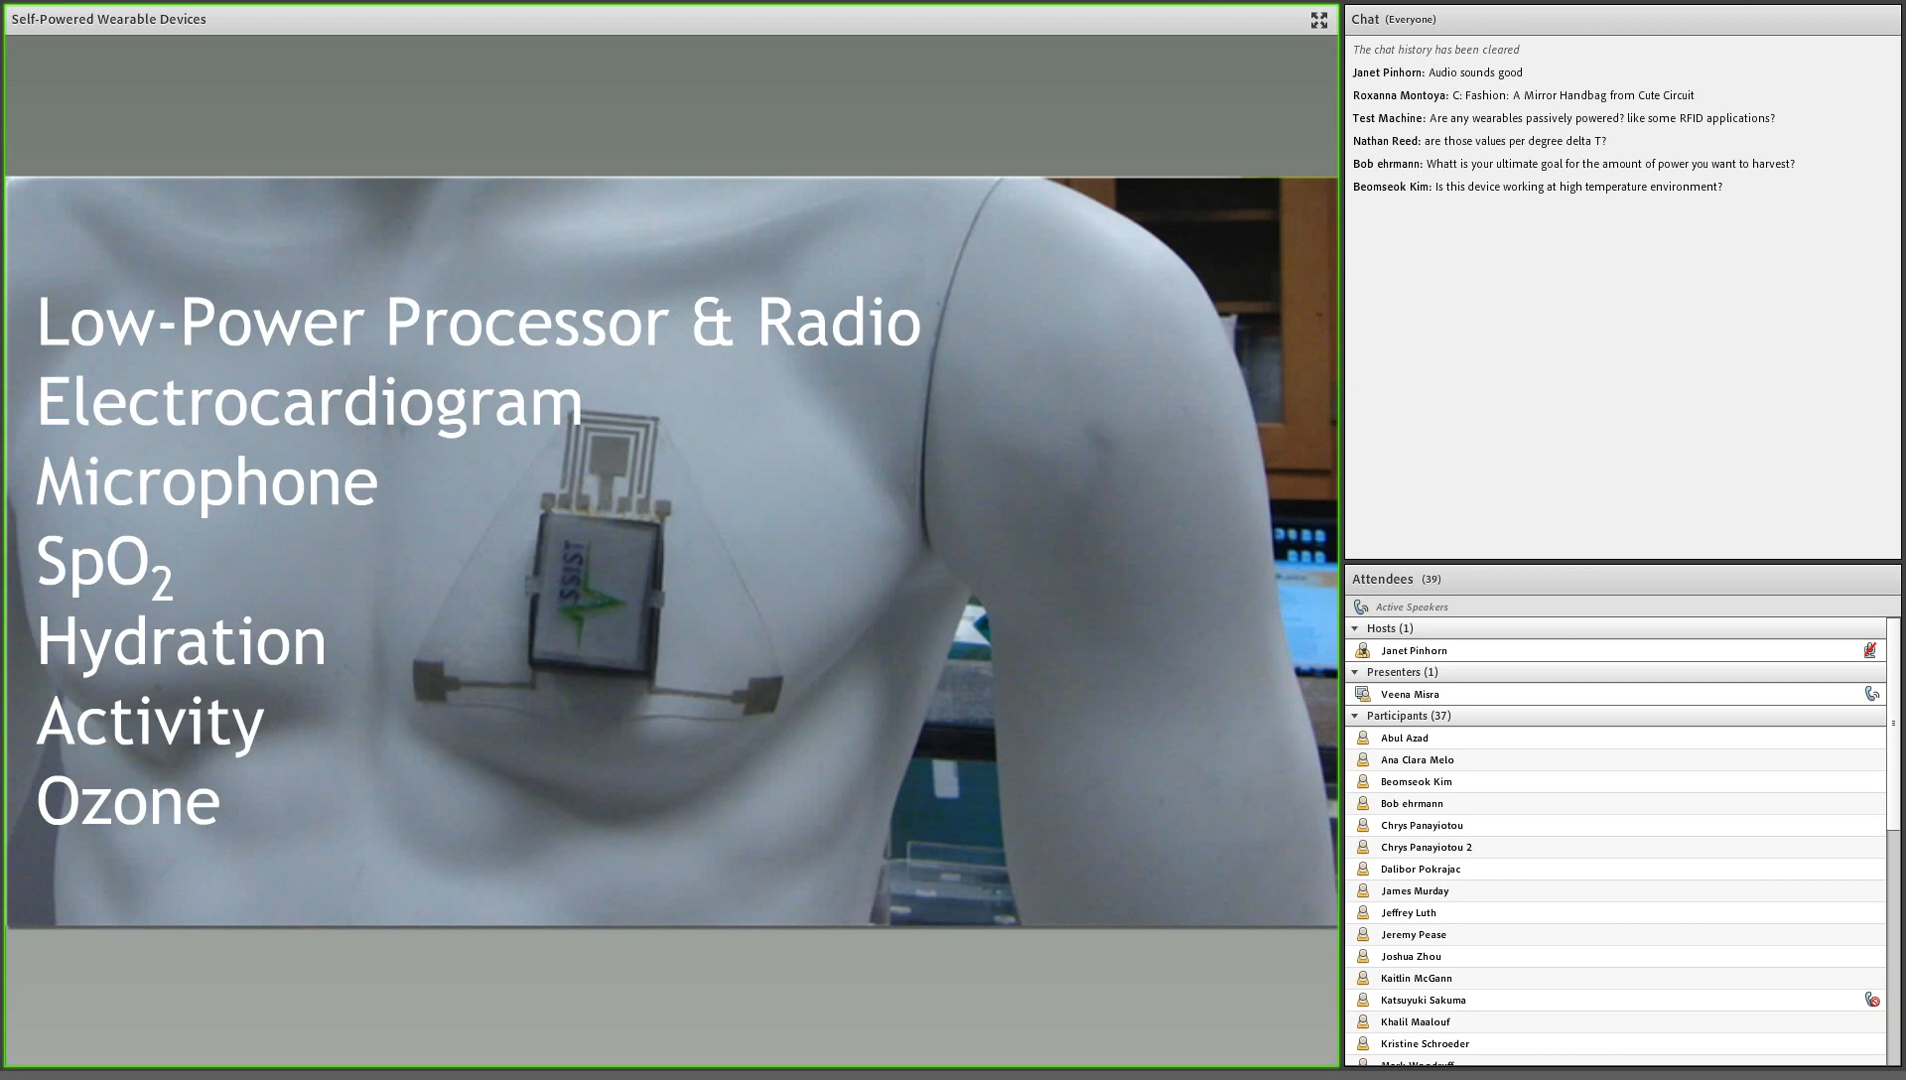 Self-Powered Wearable Devices
Low-Power Processor & Radio
Electrocardiogram
Microphone
SpO2
Hydration
Activity
Ozone
Chat (Everyone)
The chat history has been cleared
Janet Pinhorn: Audio sounds good
Roxanna Montoya: C: Fashion: A Mirror Handbag from Cute Circuit
Test Machine: Are any wearables passively powered? like some RFID applications?
Nathan Reed: are those values per degree delta T?
Bob ehrmann: Whatt is your ultimate goal for the amount of power you want to harvest?
Beomseok Kim: Is this device working at high temperature environment?
Attendees (39)
Active Speakers
Hosts (1)
Janet Pinhorn
Presenters (1)
Veena Misra
Participants (37)
Abul Azad
Ana Clara Melo
Beomseok Kim
Bob ehrmann
Chrys Panayiotou
Chrys Panayiotou 2
Dalibor Pokrajac
James Murday
Jeffrey Luth
Jeremy Pease
Joshua Zhou
Kaitlin McGann
Katsuyuki Sakuma
Khalil Maalouf
Kristine Schroeder